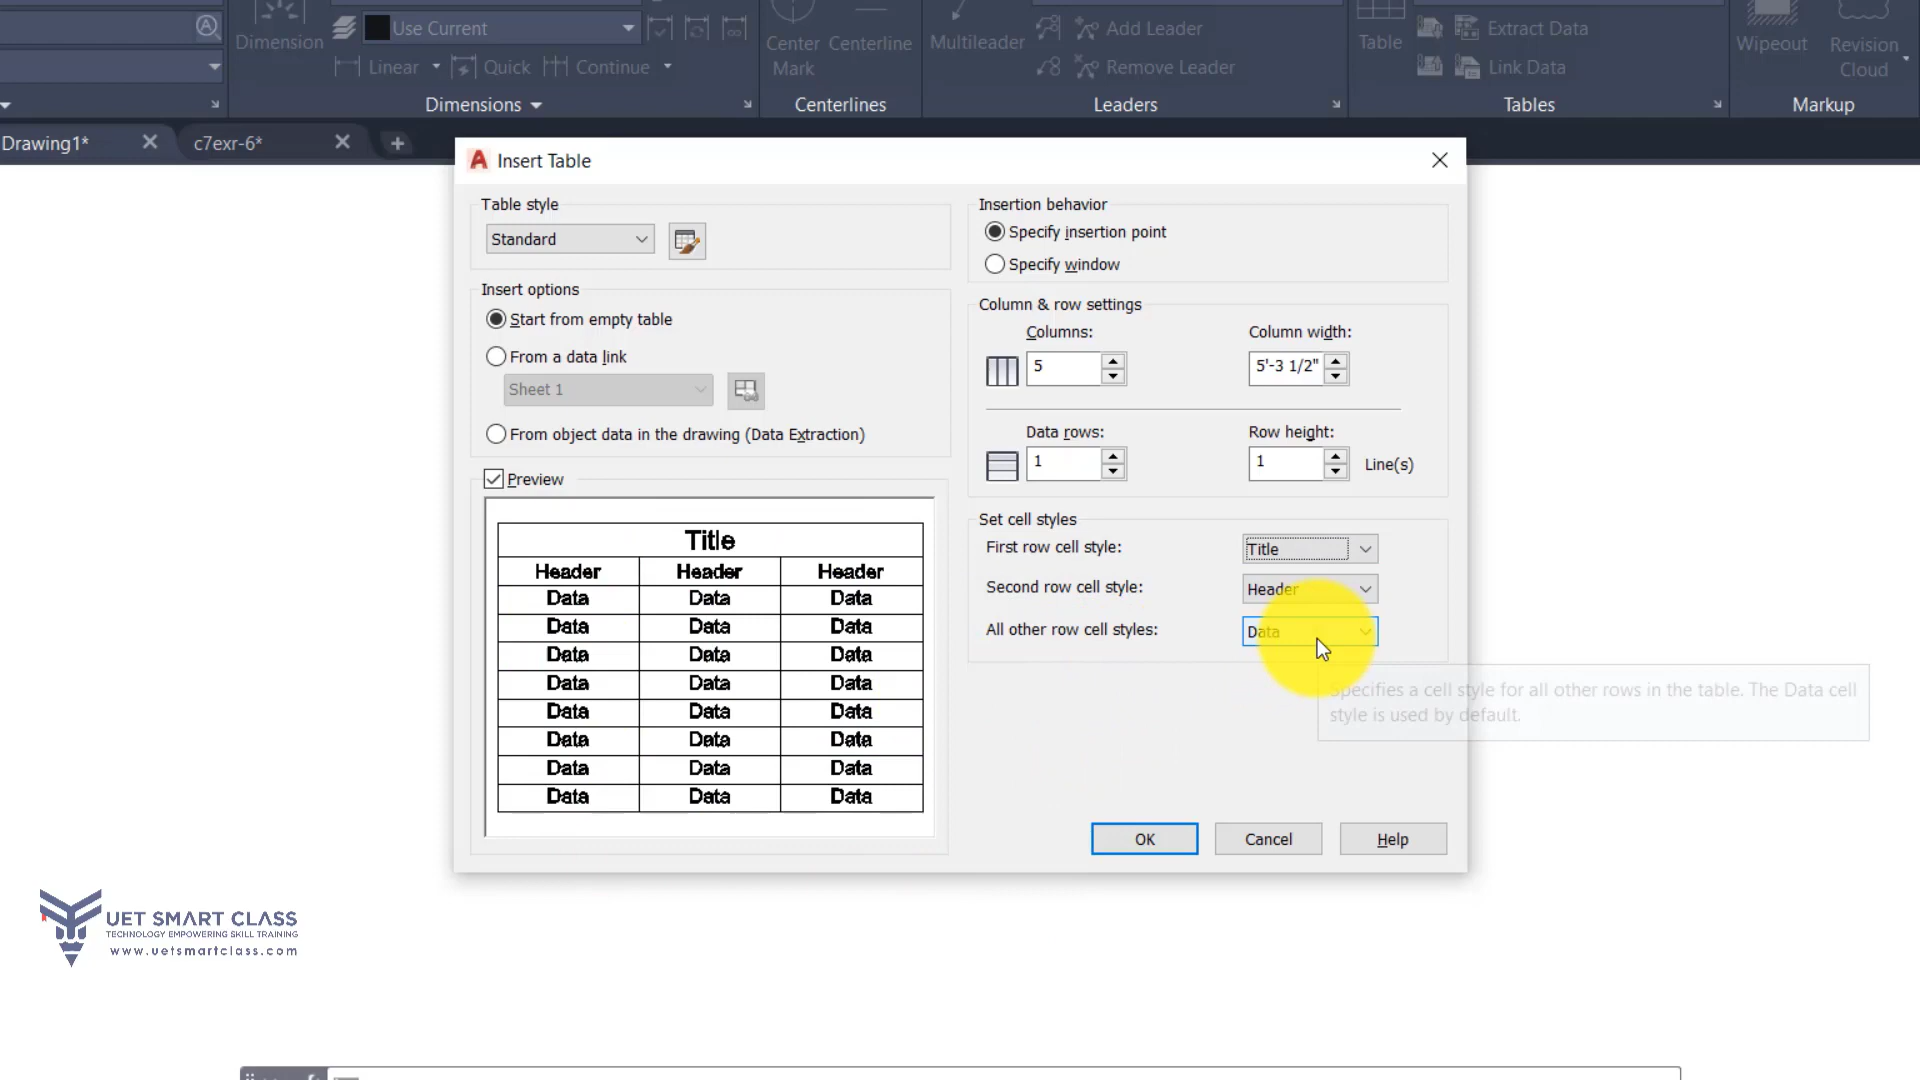 Dimension
Use Current
Linear
Quick
Continue
Dimensions
Center Mark
Centerline
Centerlines
Multileader
Add Leader
Remove Leader
Leaders
Table
Extract Data
Link Data
Tables
Wipeout
Revision Cloud
Markup
Drawing1*
c7exr-6*
Insert Table
Table style
Standard
Insert options
Start from empty table
From a data link
Sheet 1
From object data in the drawing (Data Extraction)
Preview
Title
Header Header Header
Data Data Data
Data Data Data
Data Data Data
Data Data Data
Data Data Data
Data Data Data
Data Data Data
Data Data Data
Insertion behavior
Specify insertion point
Specify window
Column & row settings
Columns:
5
Column width:
5'-3 1/2"
Data rows:
1
Row height:
1
Line(s)
Set cell styles
First row cell style:
Title
Second row cell style:
Header
All other row cell styles:
Data
Specifies a cell style for all other rows in the table. The Data cell
style is used by default.
OK
Cancel
Help
UET SMART CLASS
TECHNOLOGY EMPOWERING SKILL TRAINING
www.uetsmartclass.com